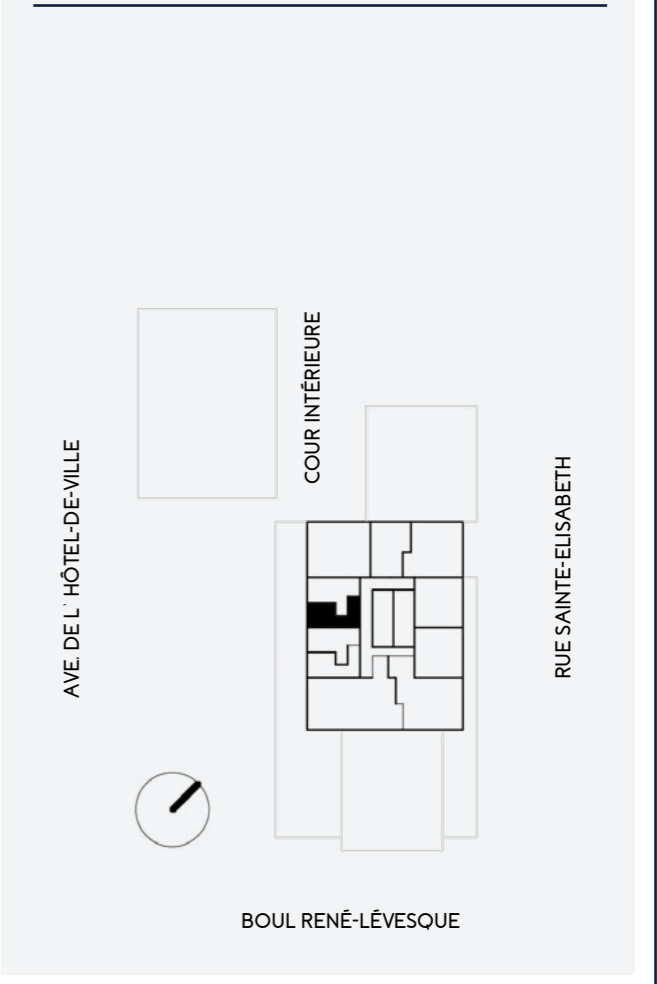 COUR INTÉRIEURE
AVE. DE L` HÔTEL-DE-VILLE
RUE SAINTE-ELISABETH
BOUL RENÉ-LÉVESQUE